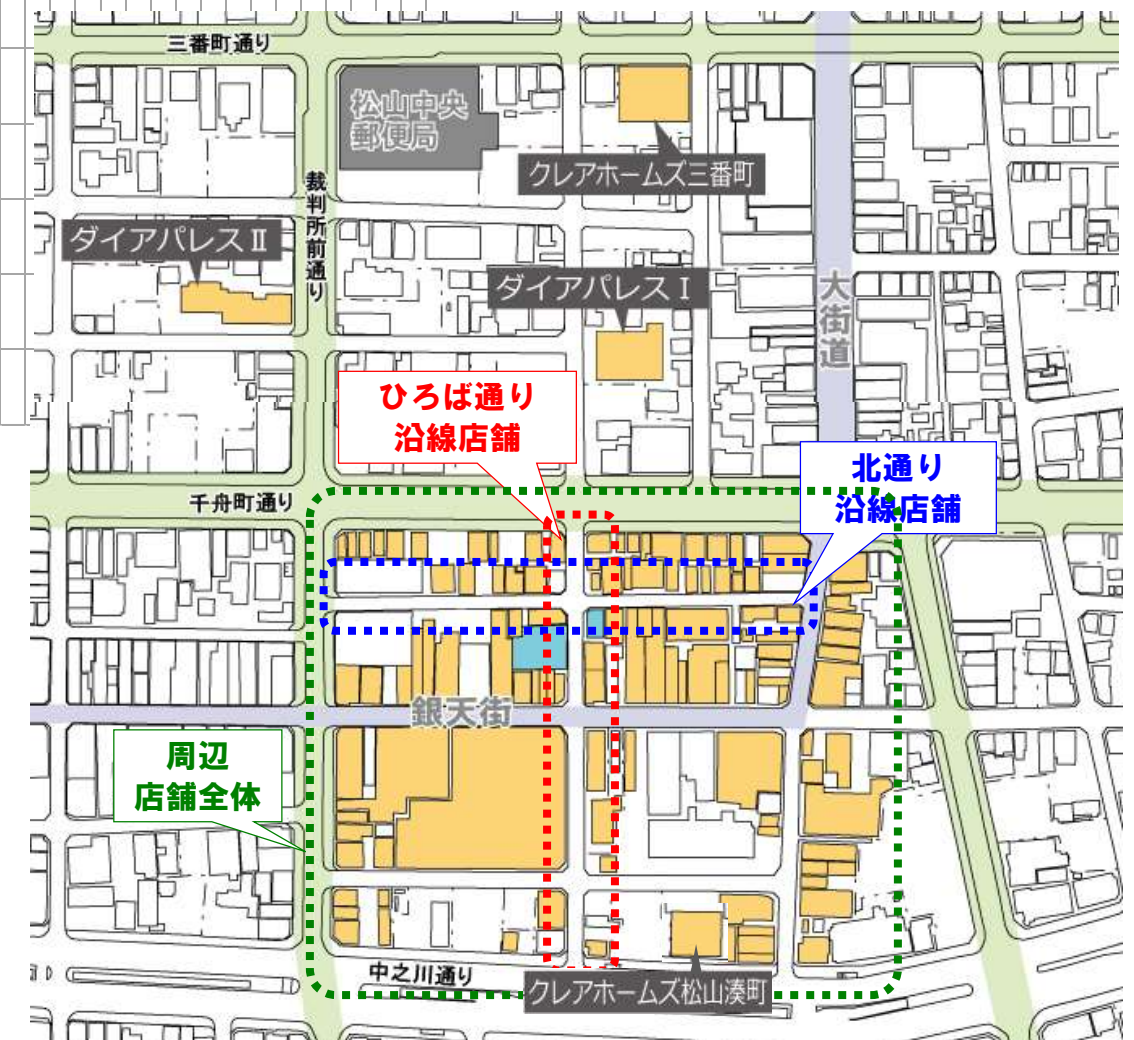 三番町通り
松山中央
郵便局
クレアホームズ三番町
裁判所前通り
ダイアパレスⅡ
ダイアパレスⅠ
大街道
ひろば通り
沿線店舗
北通り
沿線店舗
千舟町通り
銀天街
周辺
店舗全体
中之川通り
クレアホームズ松山湊町